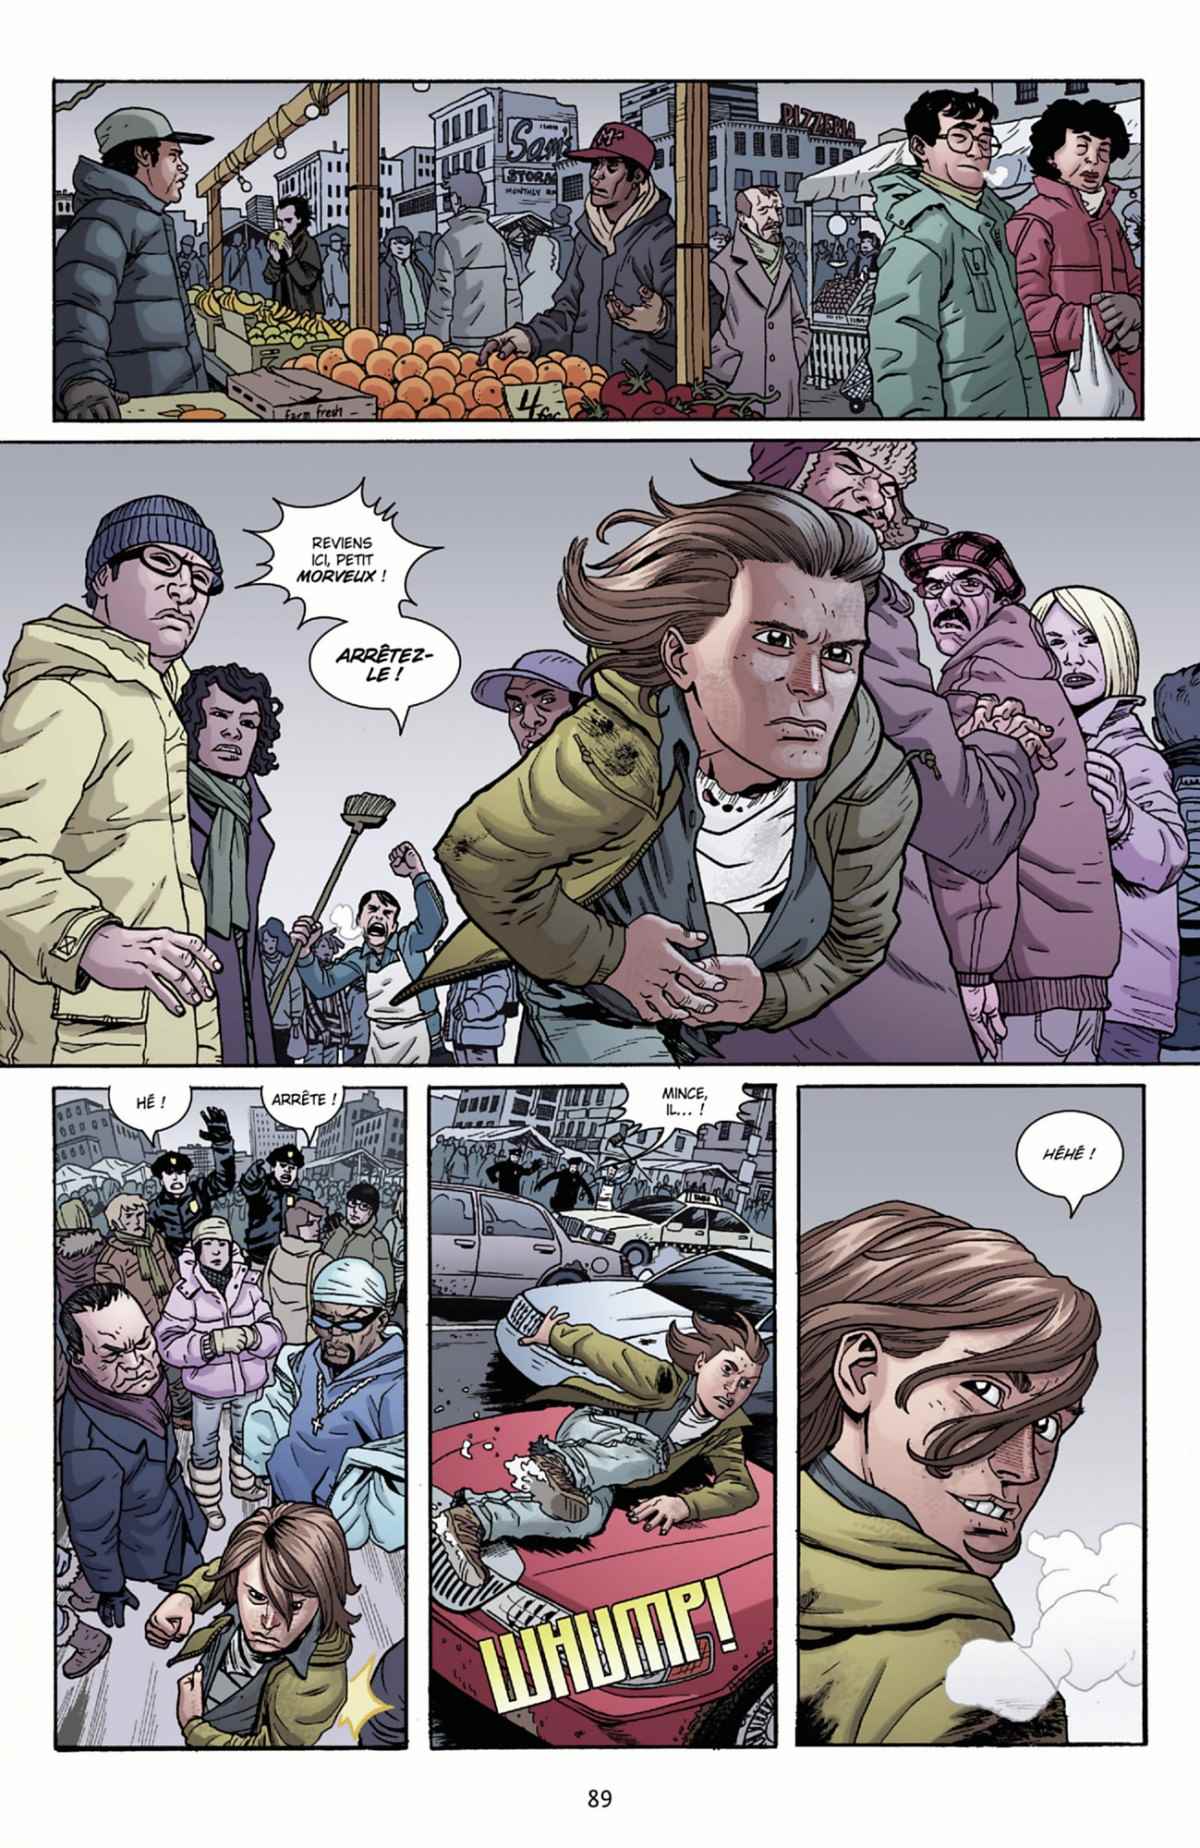 Sam's
STORAGE
MONTHLY
PIZZERIA
M
farm fresh
4 for
REVIENS
ICI, PETIT
MORVEUX !
ARRÊTEZ-
LE !
HÉ !
ARRÊTE !
MINCE,
IL... !
WHUMP!
HÉHÉ !
89